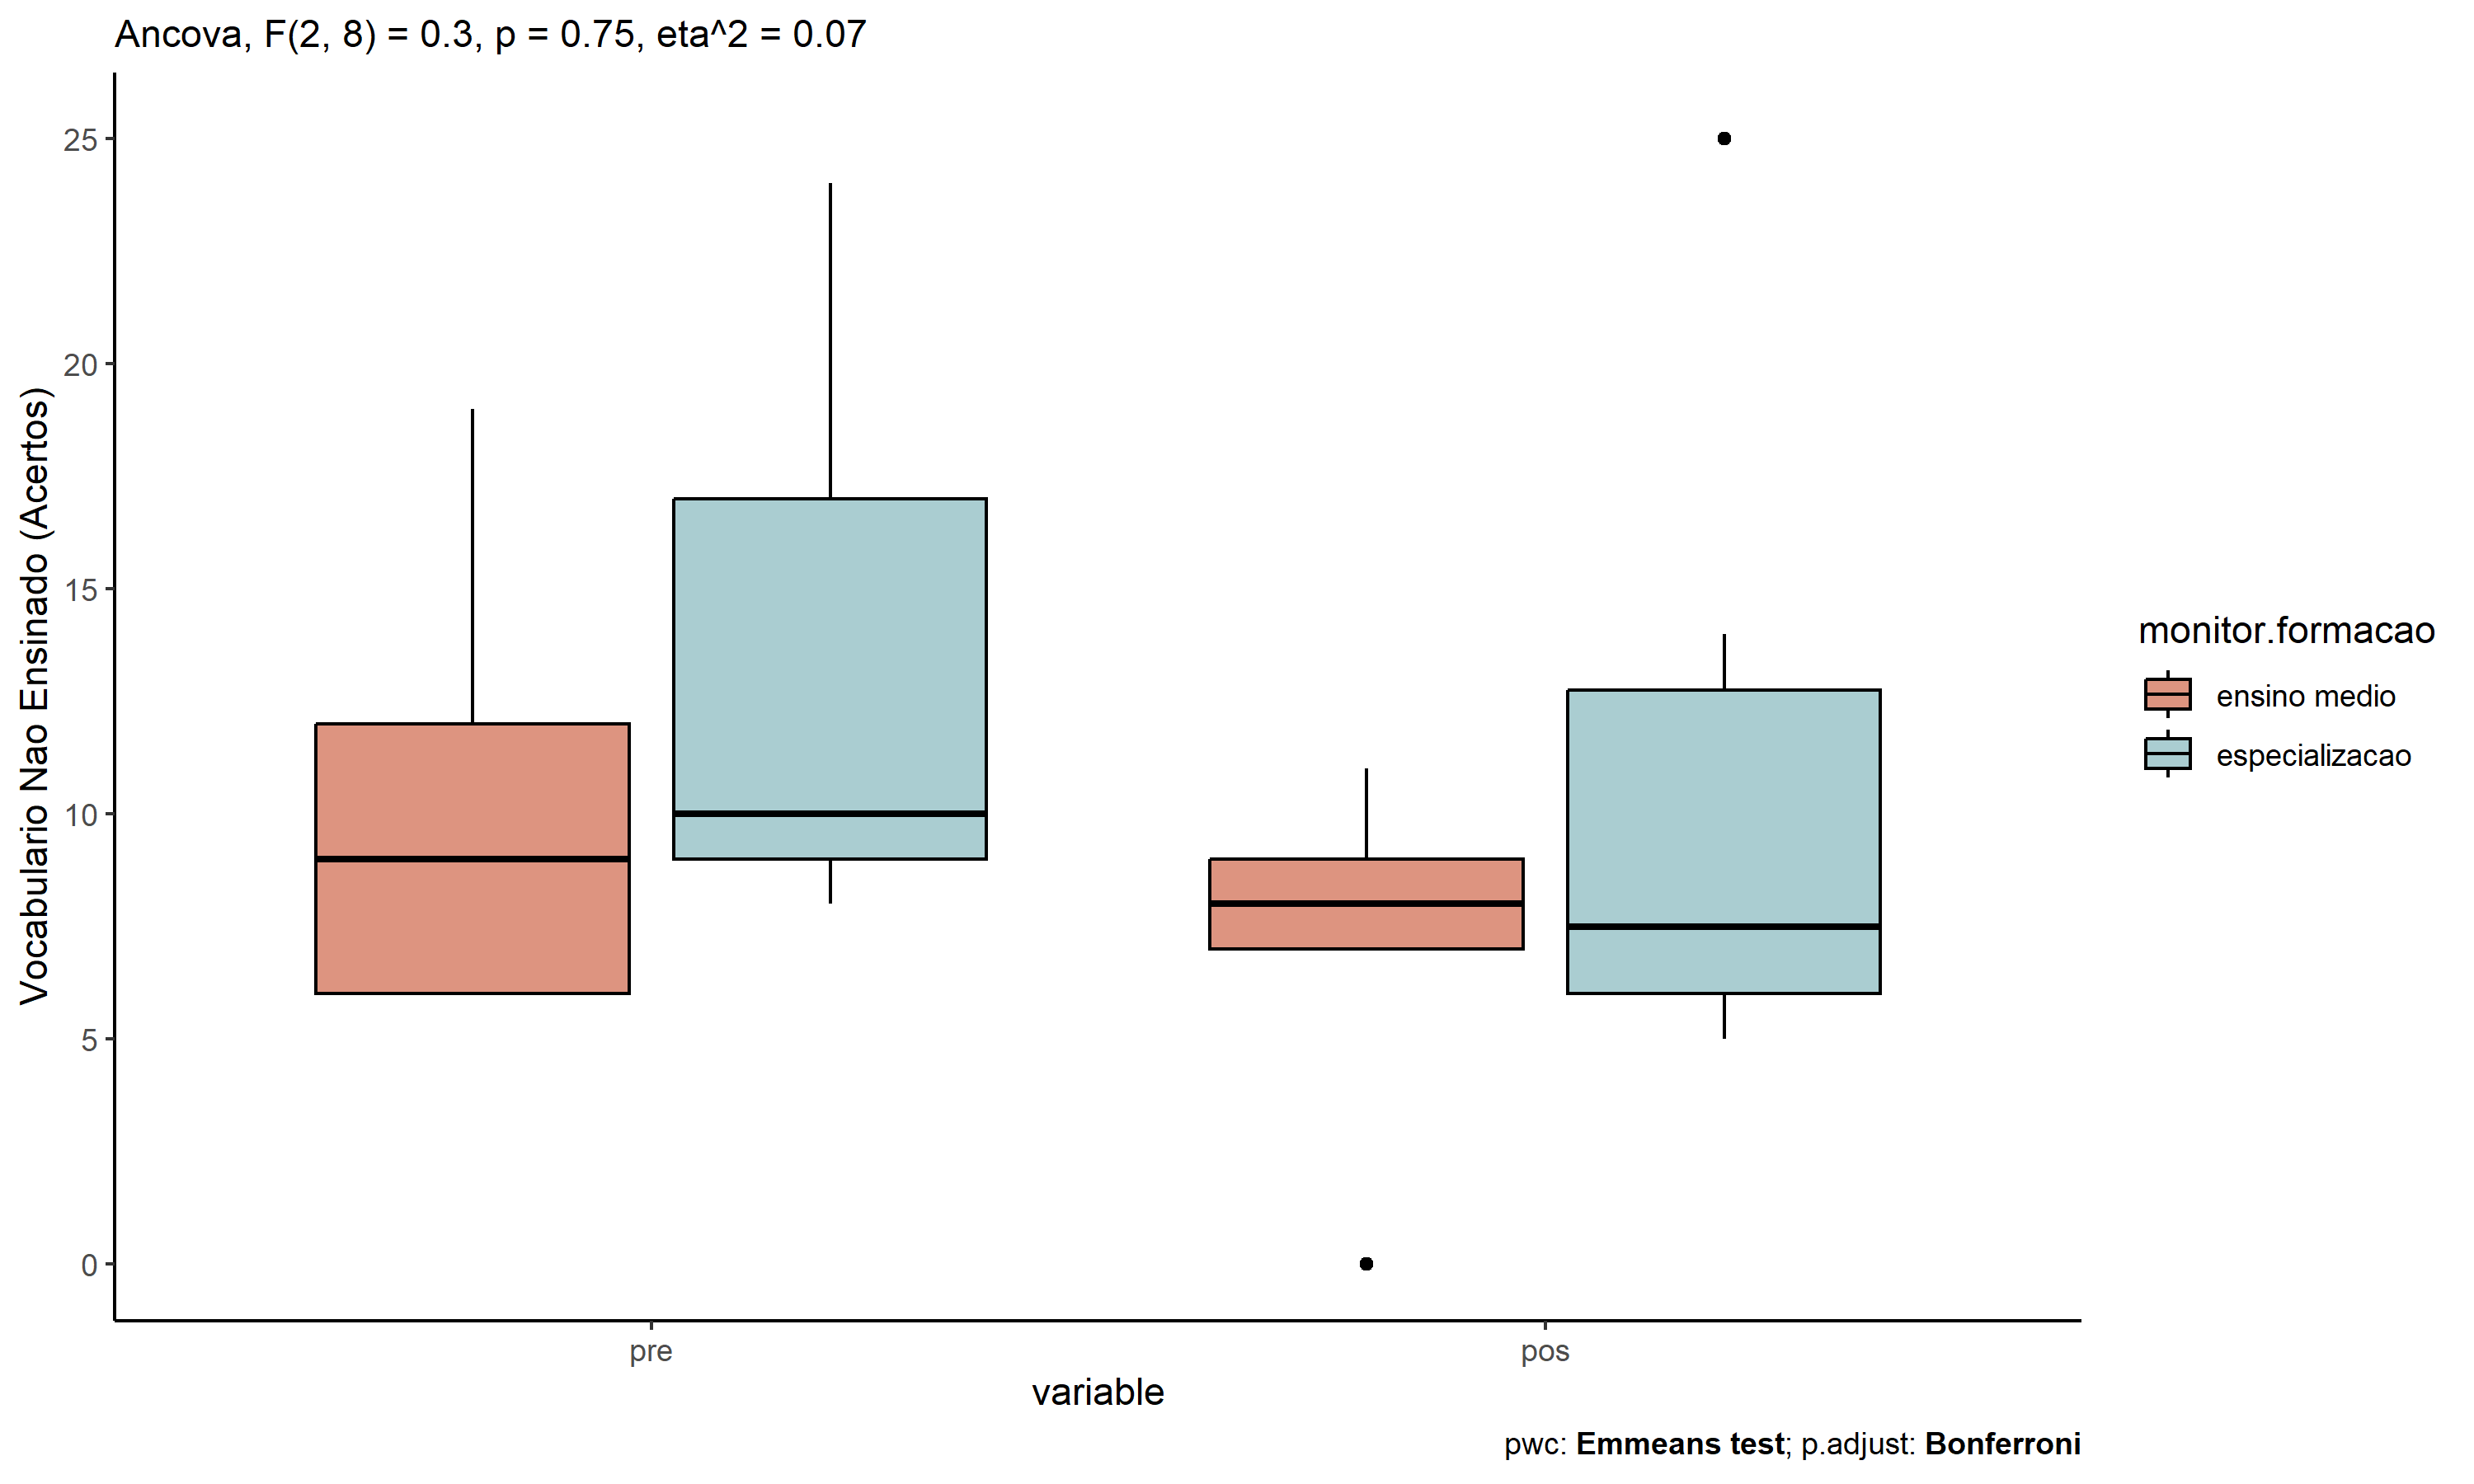 Ancova, F(2, 8) = 0.3, p = 0.75, eta^2 = 0.07
Vocabulario Nao Ensinado (Acertos)
25
20
15
10
5
0
pre
pos
variable
monitor.formacao
ensino medio
especializacao
pwc: Emmeans test; p.adjust: Bonferroni